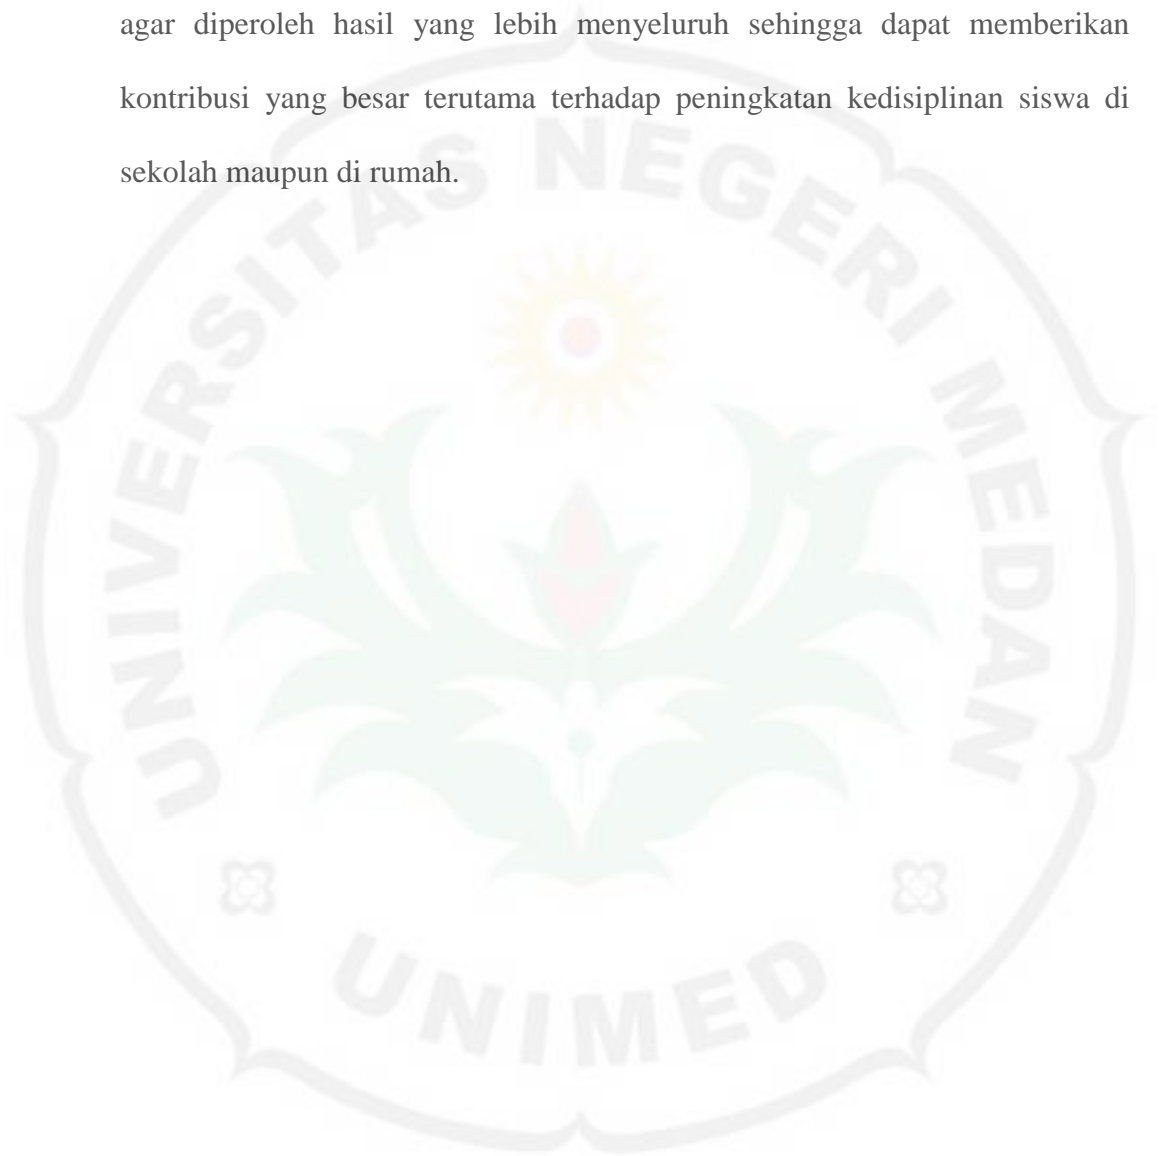 agar diperoleh hasil yang lebih menyeluruh sehingga dapat memberikan
kontribusi yang besar terutama terhadap peningkatan kedisiplinan siswa di
sekolah maupun di rumah.
UNIVERSITAS NEGERI MEDAN
UNIMED